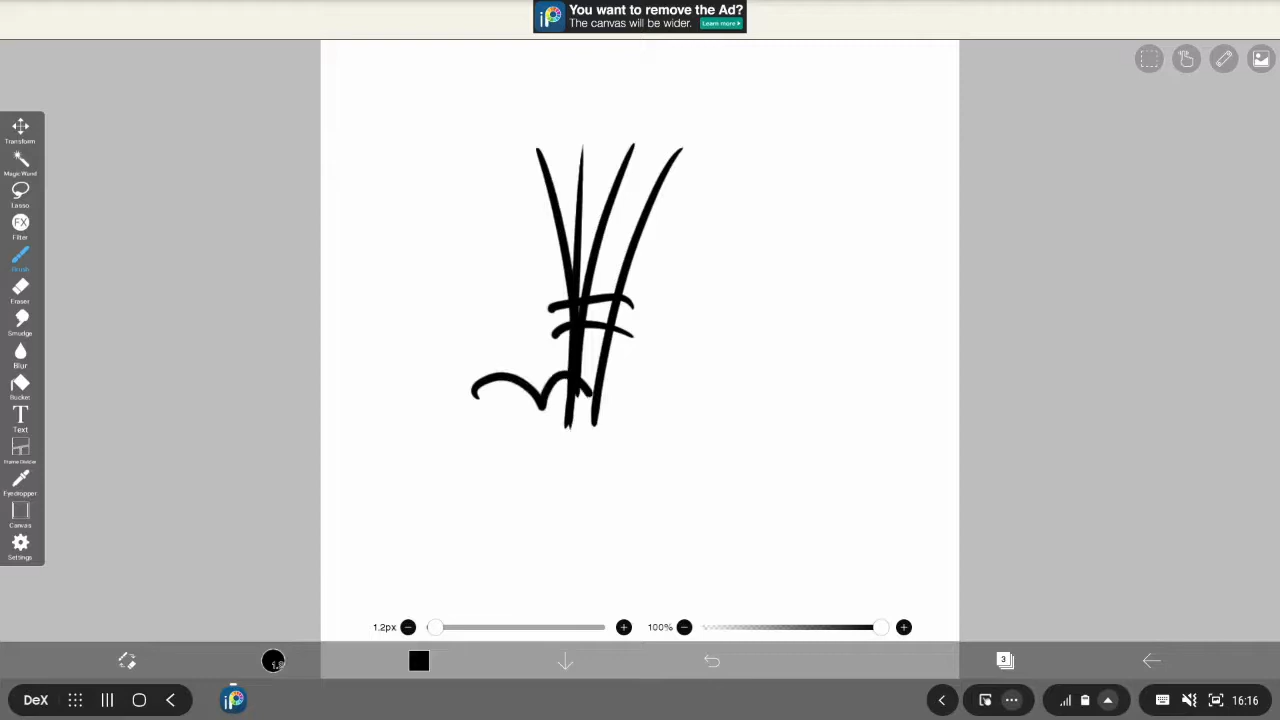 You want to remove the Ad?
The canvas will be wider.
Learn more >
Transform
Magic Wand
Lasso
FX
Filter
Brush
Eraser
Smudge
Blur
Bucket
T
Text
Frame Divider
Eyedropper
Canvas
Settings
1.2px
100%
3
DeX
16:16